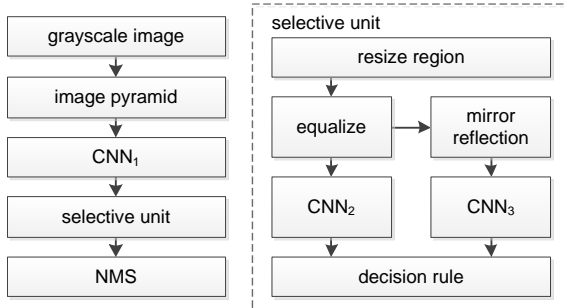 grayscale image
image pyramid
CNN₁
selective unit
NMS
selective unit
resize region
equalize
mirror
reflection
CNN₂
CNN₃
decision rule